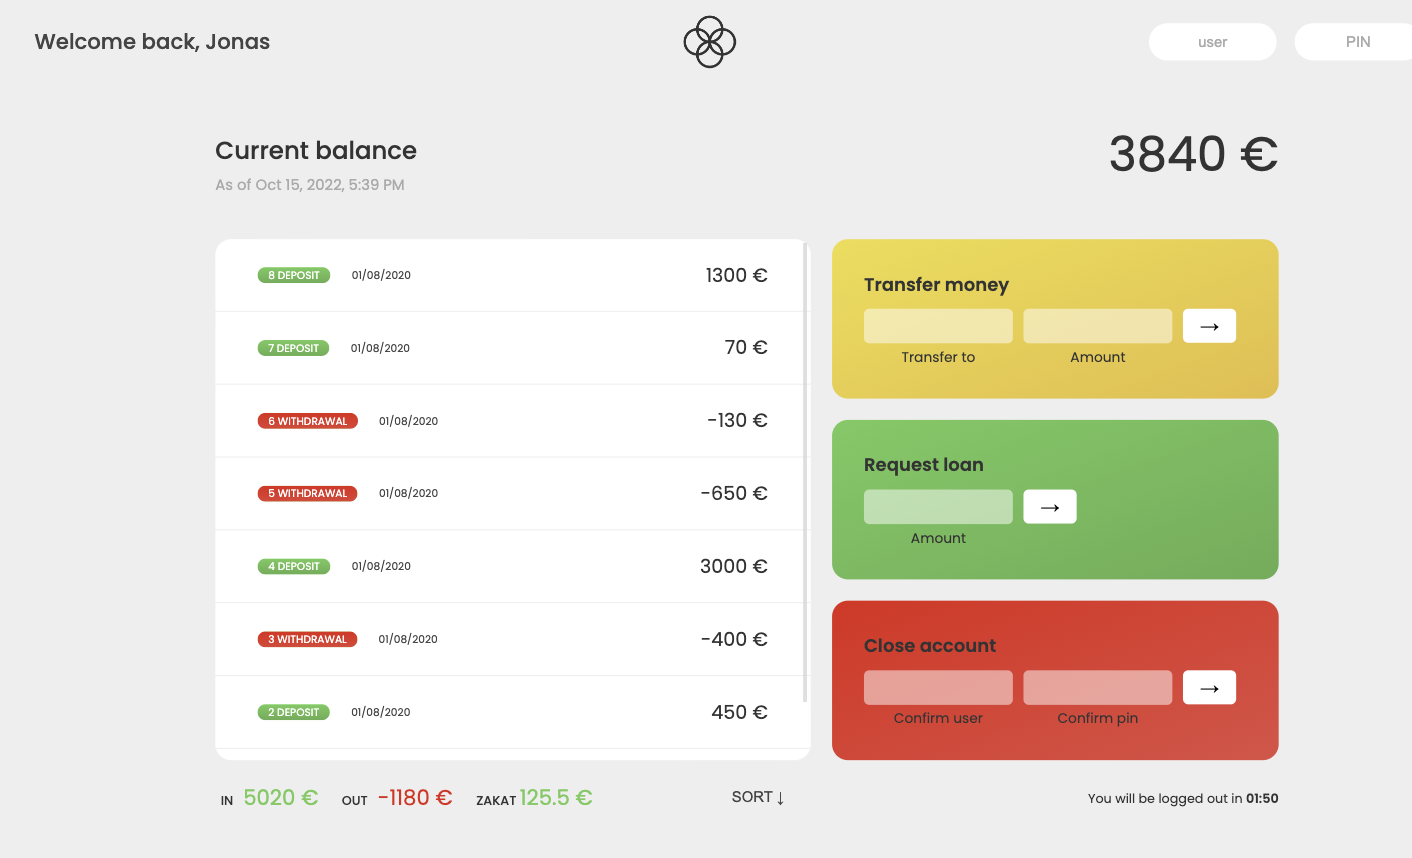 Welcome back, Jonas
user
PIN
Current balance
3840 €
As of Oct 15, 2022, 5:39 PM
8 DEPOSIT 01/08/2020 1300 €
7 DEPOSIT 01/08/2020 70 €
6 WITHDRAWAL 01/08/2020 -130 €
5 WITHDRAWAL 01/08/2020 -650 €
4 DEPOSIT 01/08/2020 3000 €
3 WITHDRAWAL 01/08/2020 -400 €
2 DEPOSIT 01/08/2020 450 €
Transfer money
→
Transfer to Amount
Request loan
→
Amount
Close account
→
Confirm user Confirm pin
IN 5020 € OUT -1180 € ZAKAT 125.5 € SORT ↓
You will be logged out in 01:50